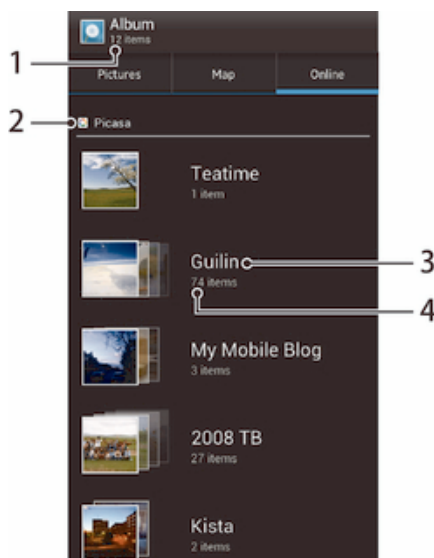 Album
12 items
1
Pictures Map Online
2
Picasa
Teatime
1 item
Guilin
3
74 items
4
My Mobile Blog
3 items
2008 TB
27 items
Kista
2 items